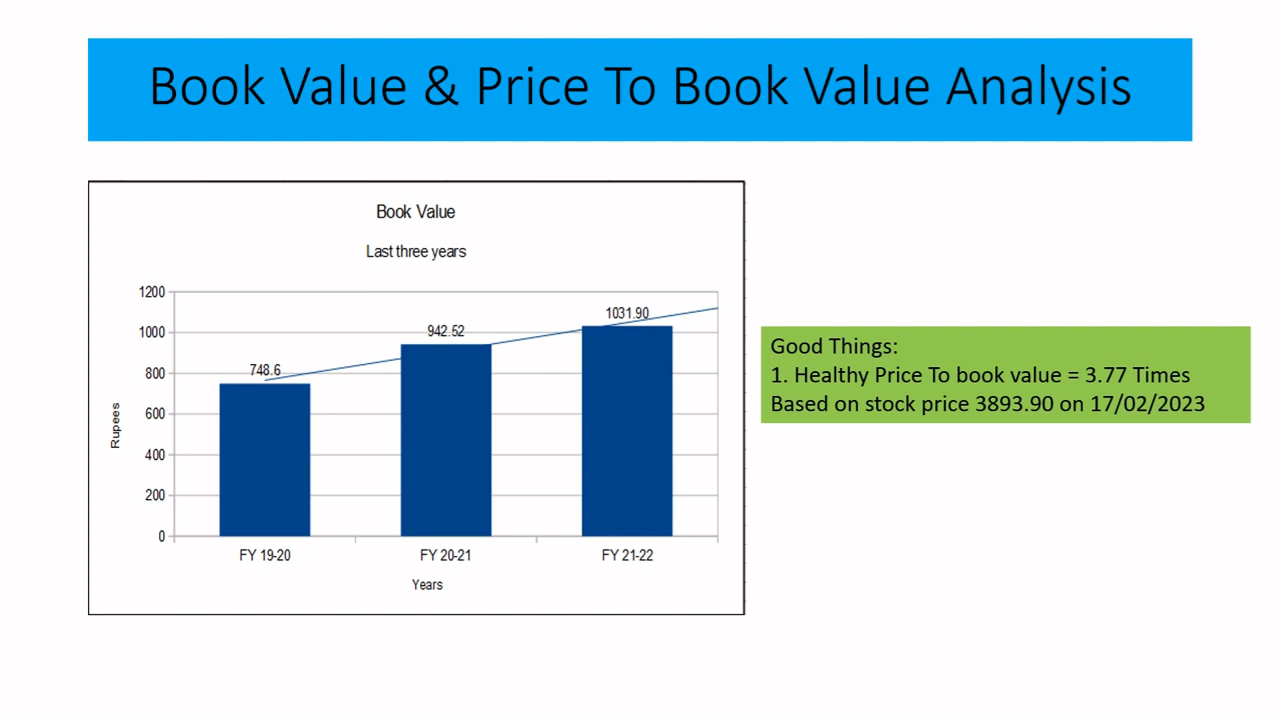 Book Value & Price To Book Value Analysis
Book Value
Last three years
1200
1000
800
600
400
200
0
Rupees
748.6
942.52
1031.90
FY 19-20
FY 20-21
FY 21-22
Years
Good Things:
1. Healthy Price To book value = 3.77 Times
Based on stock price 3893.90 on 17/02/2023